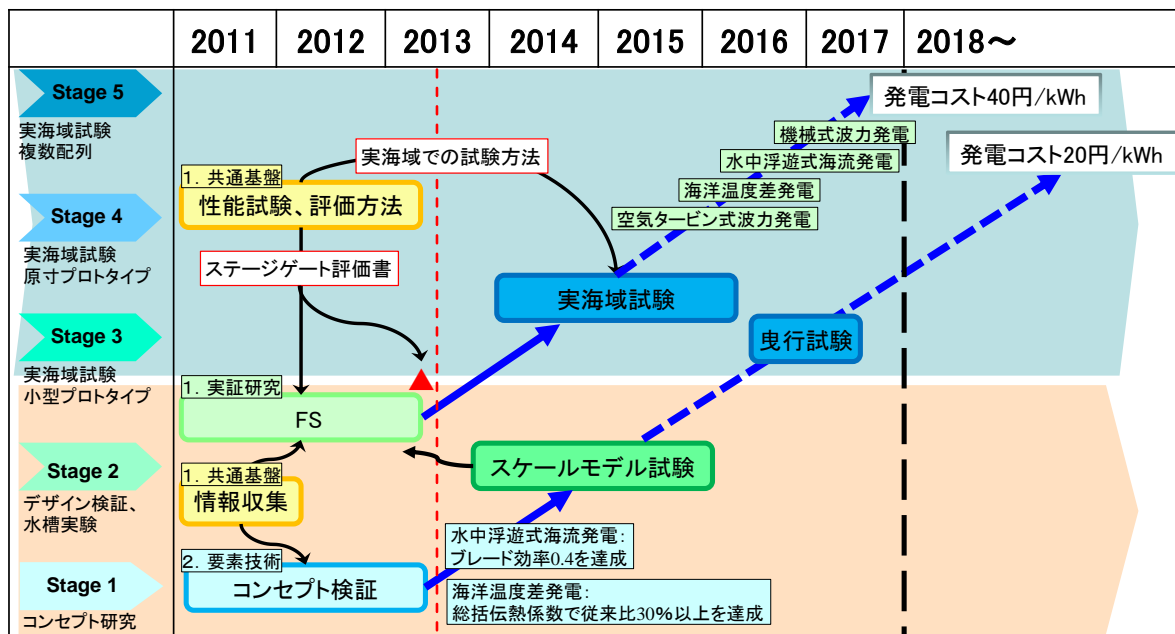 2011 2012 2013 2014 2015 2016 2017 2018～
Stage 5
実海域試験
複数配列
Stage 4
実海域試験
原寸プロトタイプ
Stage 3
実海域試験
小型プトロタイプ
Stage 2
デザイン検証、
水槽実験
Stage 1
コンセプト研究
発電コスト40円/kWh
発電コスト20円/kWh
機械式波力発電
水中浮遊式海流発電
海洋温度差発電
空気タービン式波力発電
実海域での試験方法
1. 共通基盤
性能試験、評価方法
ステージゲート評価書
実海域試験
曳行試験
1. 実証研究
FS
スケールモデル試験
1. 共通基盤
情報収集
2. 要素技術
コンセプト検証
水中浮遊式海流発電：
ブレード効率0.4を達成
海洋温度差発電：
総括伝熱係数で従来比30%以上を達成